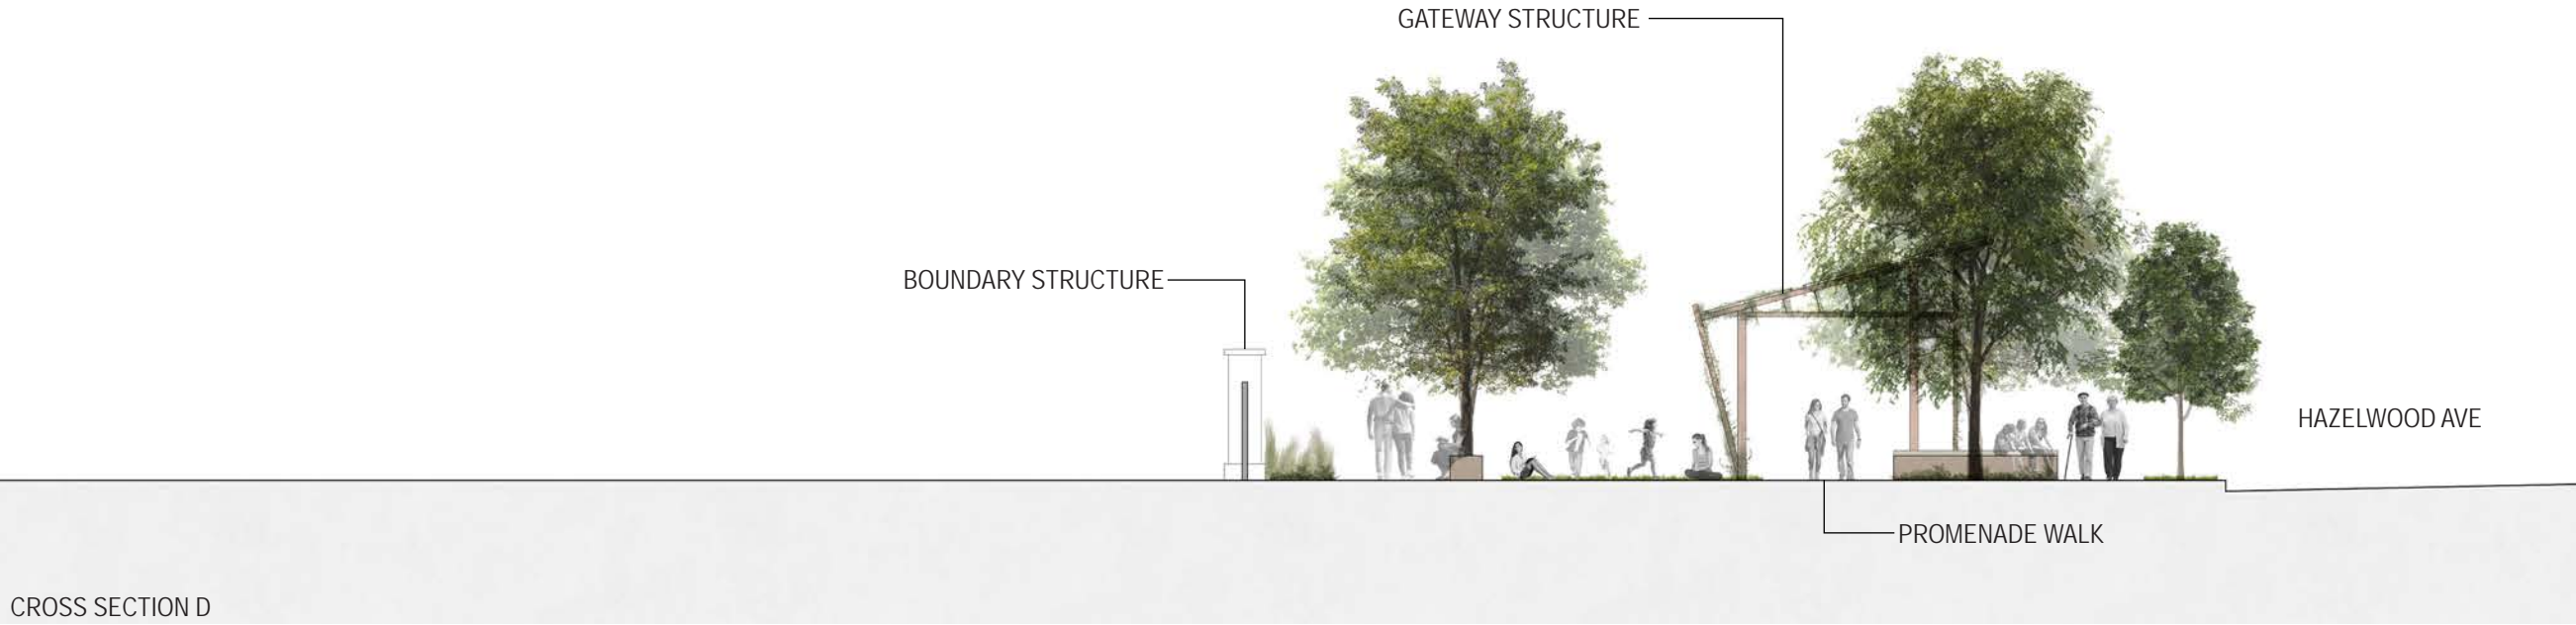 GATEWAY STRUCTURE
BOUNDARY STRUCTURE
HAZELWOOD AVE
PROMENADE WALK
CROSS SECTION D